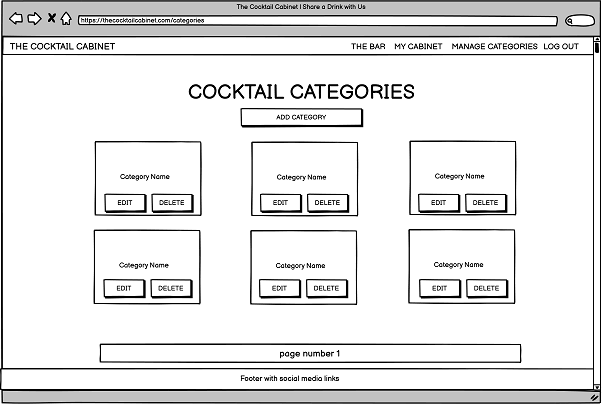 The Cocktail Cabinet | Share a Drink with Us
https://thecocktailcabinet.com/categories
THE COCKTAIL CABINET THE BAR MY CABINET MANAGE CATEGORIES LOG OUT
COCKTAIL CATEGORIES
ADD CATEGORY
Category Name Category Name Category Name
EDIT DELETE EDIT DELETE EDIT DELETE
Category Name Category Name Category Name
EDIT DELETE EDIT DELETE EDIT DELETE
page number 1
Footer with social media links